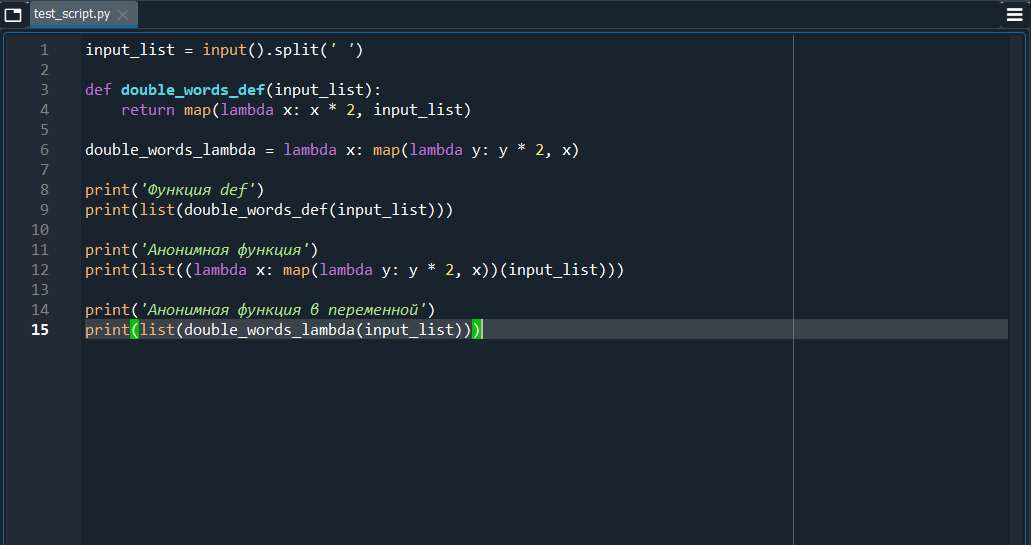 test_script.py
1 input_list = input().split(' ')
2
3 def double_words_def(input_list):
4     return map(lambda x: x * 2, input_list)
5
6 double_words_lambda = lambda x: map(lambda y: y * 2, x)
7
8 print('Функция def')
9 print(list(double_words_def(input_list)))
10
11 print('Анонимная функция')
12 print(list((lambda x: map(lambda y: y * 2, x))(input_list)))
13
14 print('Анонимная функция в переменной')
15 print(list(double_words_lambda(input_list)))